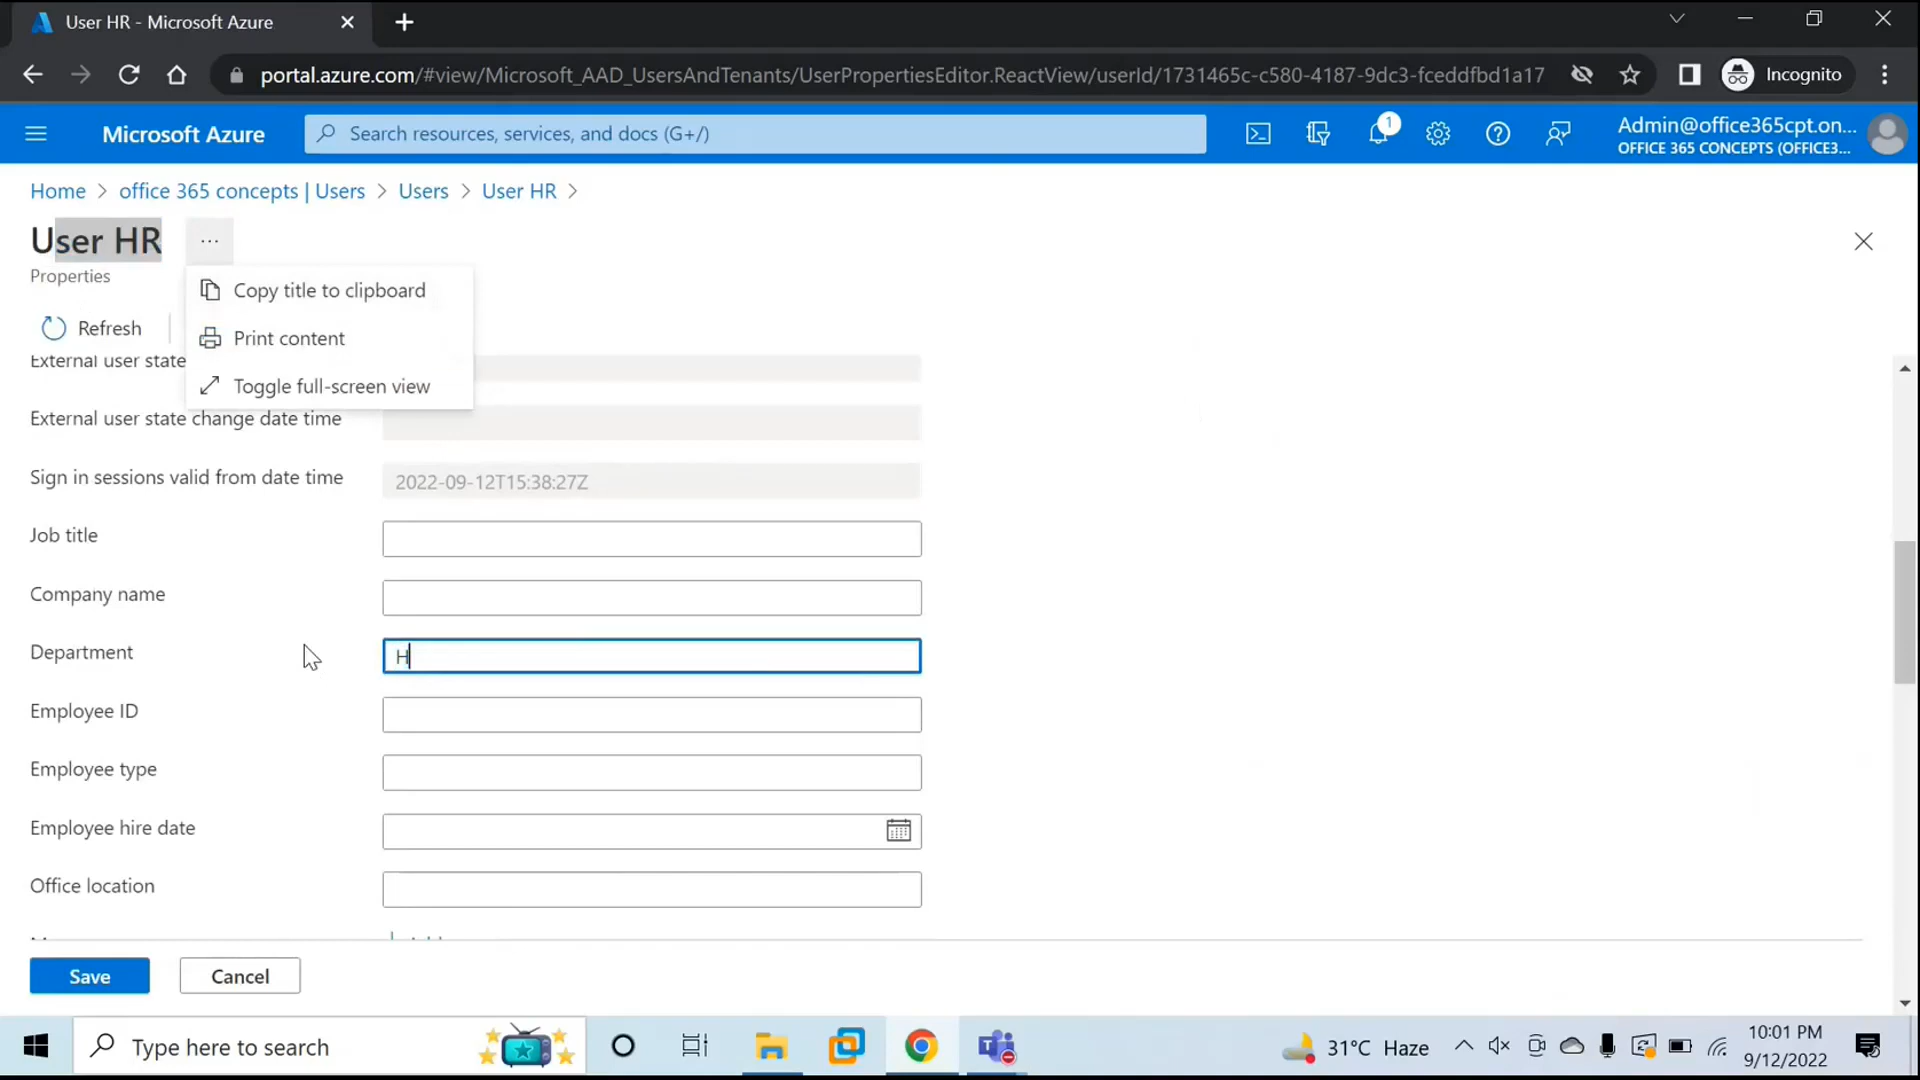 User HR - Microsoft Azure
portal.azure.com/#view/Microsoft_AAD_UsersAndTenants/UserPropertiesEditor.ReactView/userId/1731465c-c580-4187-9dc3-fceddfbd1a17
Incognito
Microsoft Azure
Search resources, services, and docs (G+/)
1
Admin@office365cpt.on...
OFFICE 365 CONCEPTS (OFFICE3...
Home > office 365 concepts | Users > Users > User HR >
User HR
...
Properties
Copy title to clipboard
Refresh
Print content
External user state
Toggle full-screen view
External user state change date time
Sign in sessions valid from date time
2022-09-12T15:38:27Z
Job title
Company name
Department
H
Employee ID
Employee type
Employee hire date
Office location
Save
Cancel
Type here to search
31°C Haze
10:01 PM
9/12/2022